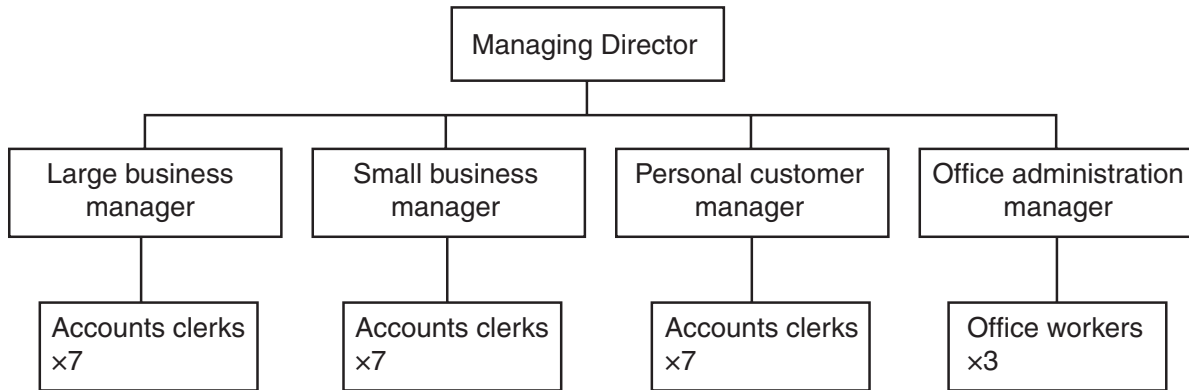 Managing Director
Large business
manager
Small business
manager
Personal customer
manager
Office administration
manager
Accounts clerks
×7
Accounts clerks
×7
Accounts clerks
×7
Office workers
×3